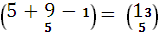 (5 + 9 - 1) = (13)
5 5